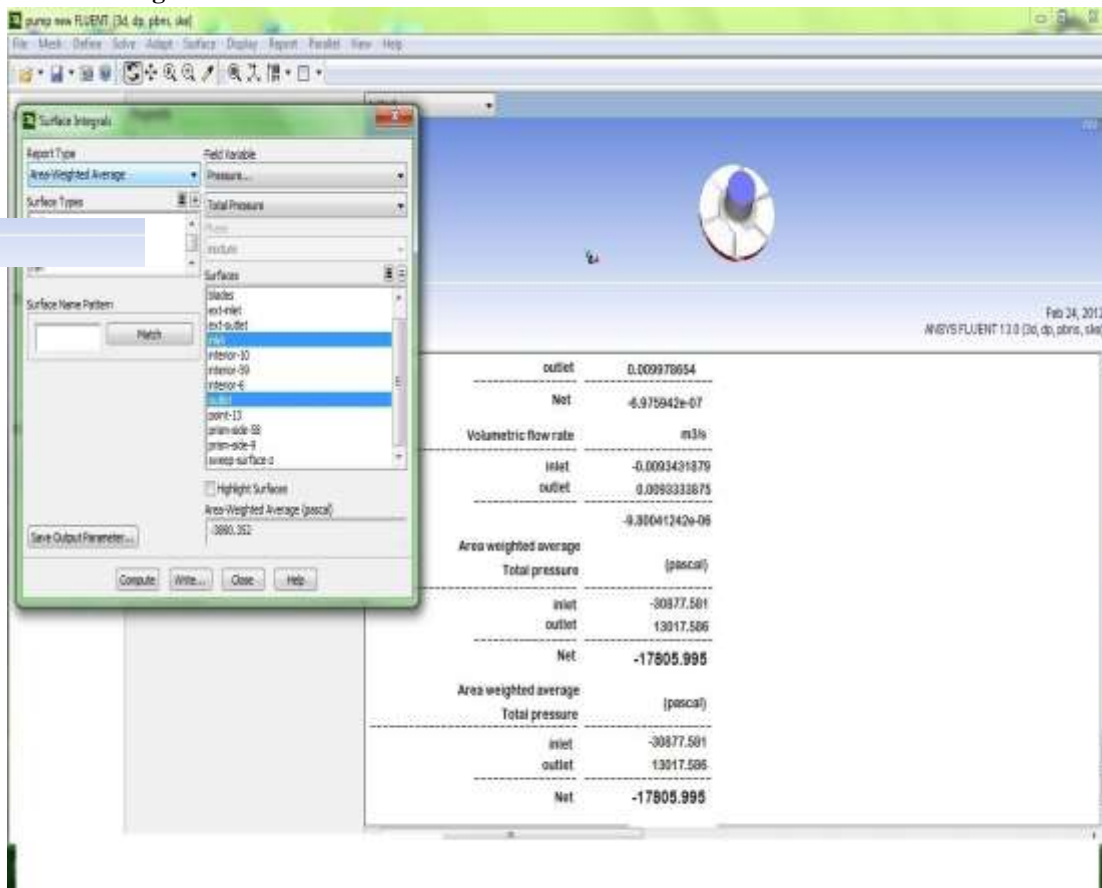 pump new FLUENT [3d, dp, pbns, ske]
File Mesh Define Solve Adapt Surface Display Report Parallel View Help
Surface Integrals
Report Type
Field Variable
Area-Weighted Average
Pressure...
Surface Types
Total Pressure
Phase
mixture
Surfaces
blades
ext-inlet
ext-outlet
inlet
interior-10
interior-39
interior-6
outlet
point-13
prism-side-58
prism-side-9
sweep-surface-z
Surface Name Pattern
Match
Highlight Surfaces
Area-Weighted Average (pascal)
-3860.352
Save Output Parameter...
Compute Write... Close Help
Feb 24, 2012
ANSYS FLUENT 13.0 (3d, dp, pbns, ske)
outlet 0.009978654
Net -6.975942e-07
Volumetric flow rate m3/s
inlet -0.0093431879
outlet 0.0093333875
-9.80041242e-06
Area weighted average
Total pressure (pascal)
inlet -30877.581
outlet 13017.586
Net -17805.995
Area weighted average
Total pressure (pascal)
inlet -30877.581
outlet 13017.586
Net -17805.995